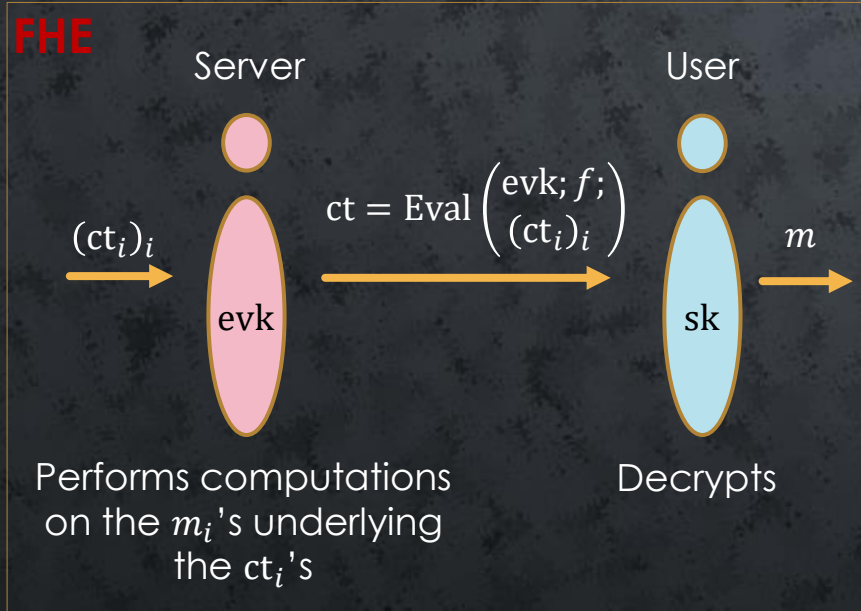 FHE
Server
User
(ct_i)_i
ct = Eval (evk; f; (ct_i)_i)
m
evk
sk
Performs computations
on the m_i's underlying
the ct_i's
Decrypts